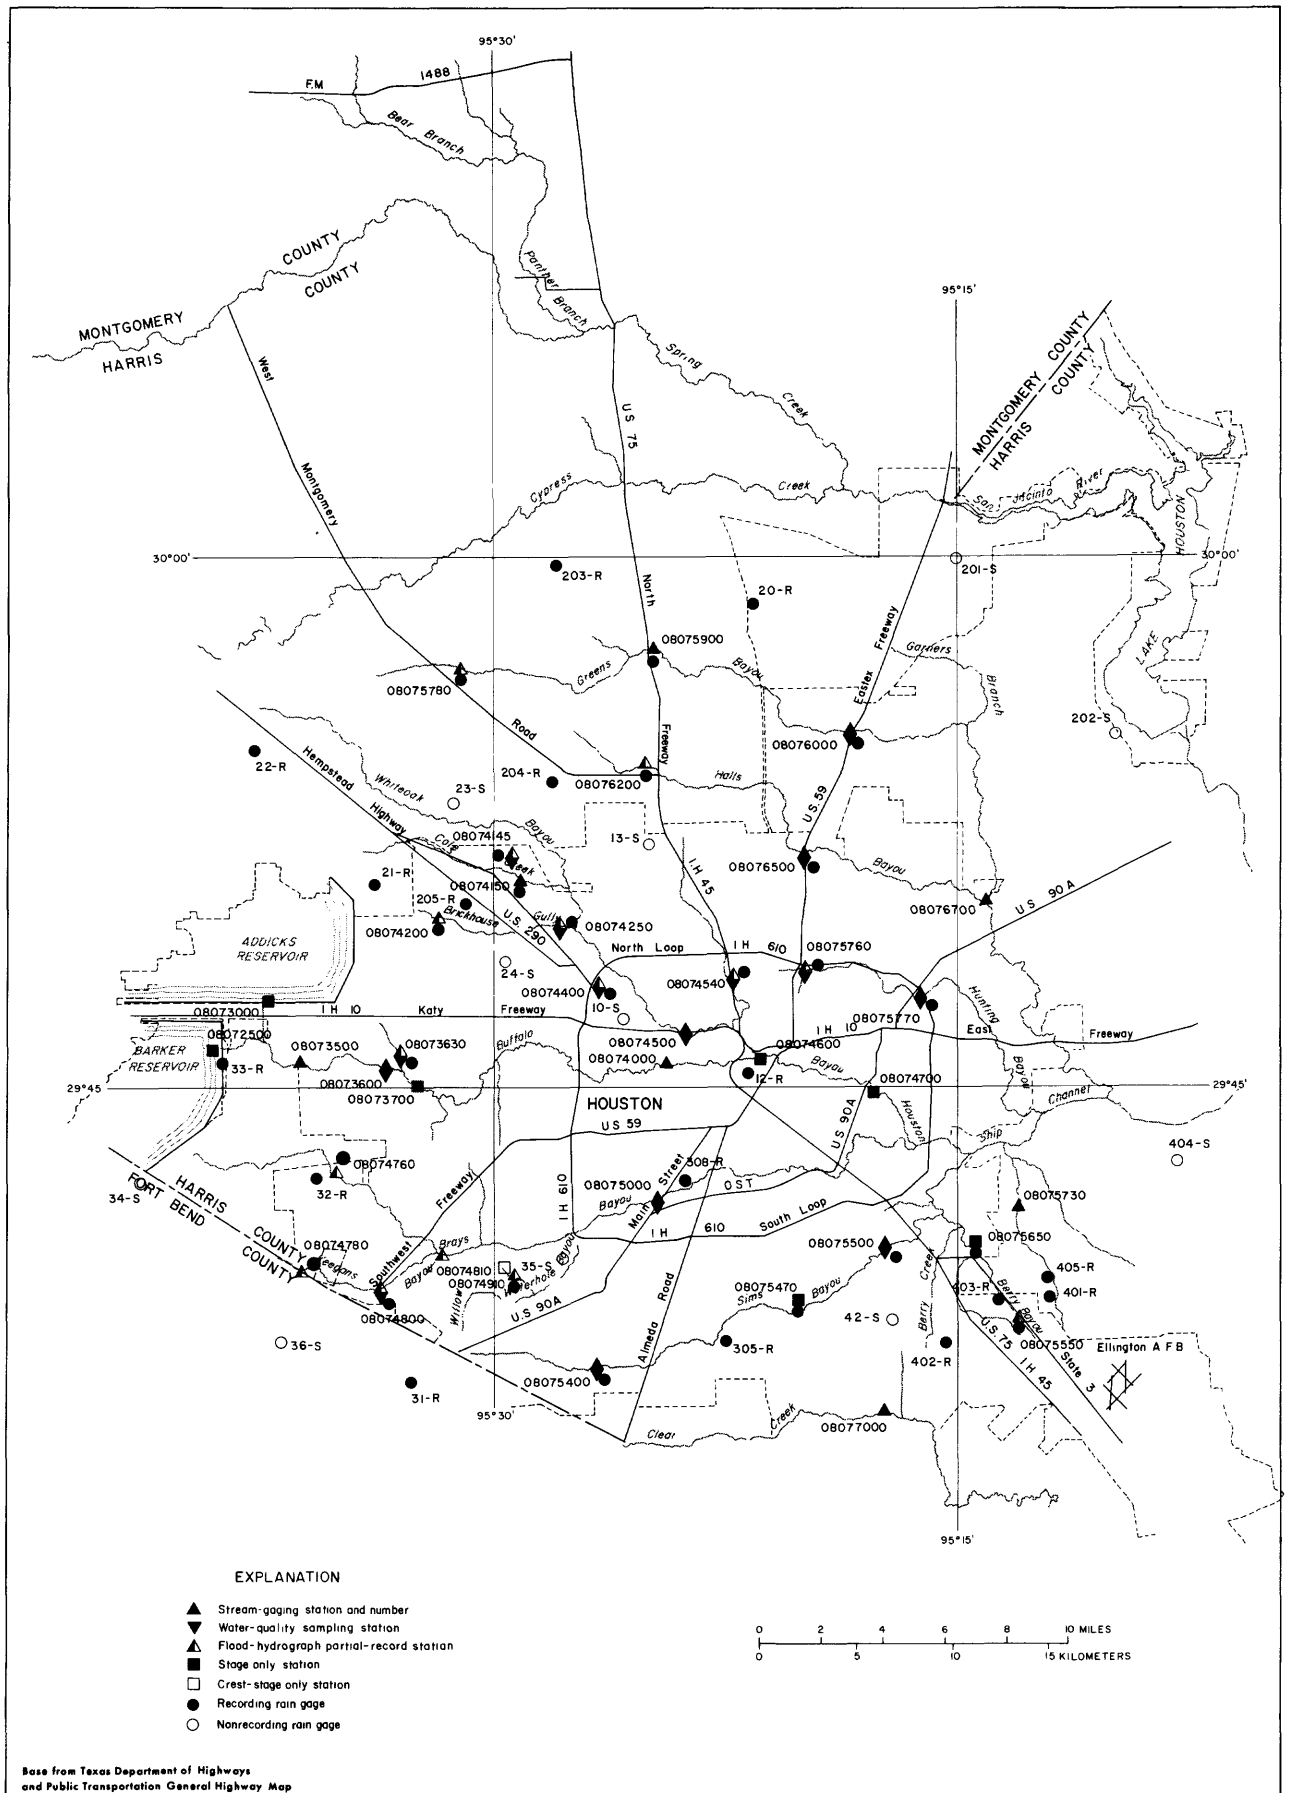 95°30'
F.M 1488
Bear Branch
COUNTY
COUNTY
MONTGOMERY
HARRIS
Panther Branch
95°15'
MONTGOMERY COUNTY
HARRIS COUNTY
West
Spring Creek
U S 75
Montgomery
Cypress Creek
San Jacinto River
HOUSTON
30°00'
30°00'
203-R
201-S
20-R
North
08075900
Freeway
Garners
LAKE
Greens
Bayou
Eastex
08075780
Branch
202-S
Road
Freeway
08076000
22-R
Hempstead
204-R
08076200
Halls
Whiteoak
23-S
Highway
U.S. 59
Bayou
Cole
08074145
13-S
Creek
I H 45
08076500
Bayou
21-R
08074150
205-R
U S 90 A
08076700
Brickhouse
Gully
08074250
08074200
U.S. 290
ADDICKS
RESERVOIR
North Loop
I H 610
08075760
24-S
08074540
08074400
Hunting
08073000
I H 10
Katy
Freeway
10-S
08075770
I H 10
East
Freeway
08072500
08073500
08073630
Buffalo
08074500
08074600
BARKER
RESERVOIR
08074000
Bayou
Bayou
33-R
12-R
29°45
08073600
08074700
29°45'
08073700
HOUSTON
Channel
US 59
U S 90A
Houston
Ship
404-S
08074760
Street
308-R
HARRIS
FORT BEND
Freeway
I H 610
08075000
OST
34-S
32-R
Bayou
Main
08075730
I H 610
South Loop
COUNTY
COUNTY
08074780
Brays
08075500
08075650
Keegans
Southwest
Bayou
08074810
35-S
Bayou
Creek
405-R
08074910
Waterhole
08075470
403-R
401-R
Willow
U.S 90A
Sims
Bayou
Berry
Berry
Bayou
08074800
42-S
Road
36-S
U.S. 75
08075550
Ellington A F B
305-R
402-R
Almeda
I H 45
State 3
31-R
08075400
95°30'
Creek
08077000
Clear
95°15'
EXPLANATION
Stream-gaging station and number
Water-quality sampling station
Flood-hydrograph partial-record station
Stage only station
Crest-stage only station
Recording rain gage
Nonrecording rain gage
0 2 4 6 8 10 MILES
0 5 10 15 KILOMETERS
Base from Texas Department of Highways
and Public Transportation General Highway Map